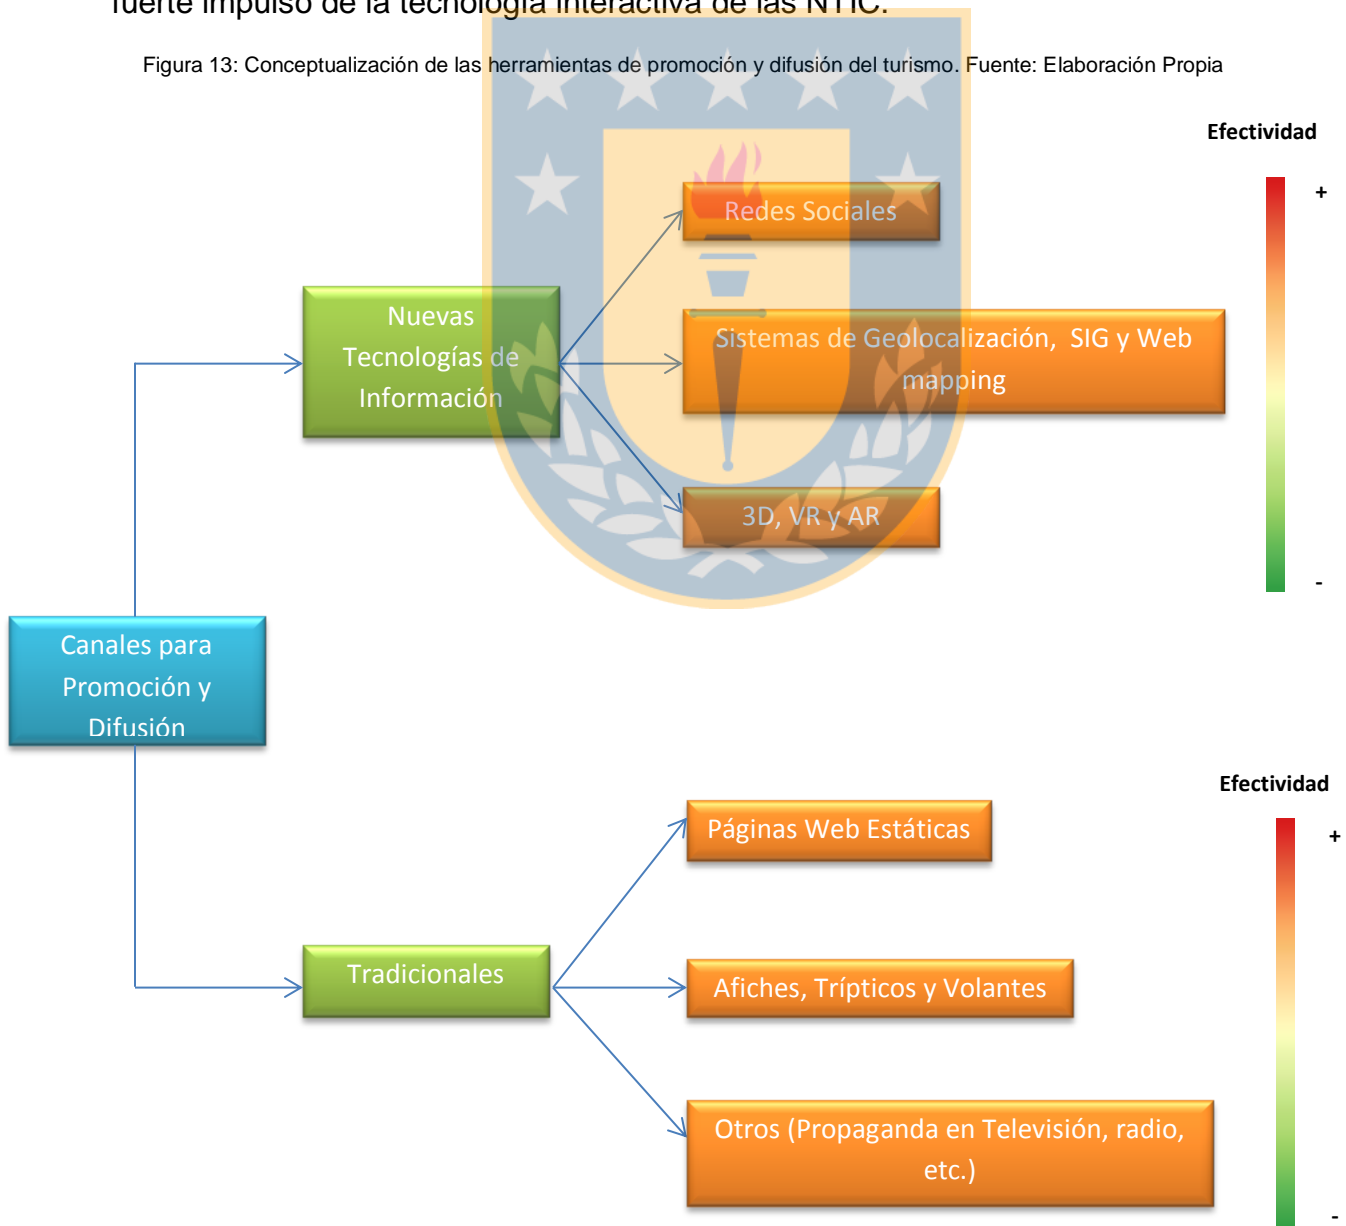 fuerte impulso de la tecnología interactiva de las NTIC.
Figura 13: Conceptualización de las herramientas de promoción y difusión del turismo. Fuente: Elaboración Propia
Efectividad
+
Redes Sociales
Nuevas
Tecnologías de
Información
Sistemas de Geolocalización, SIG y Web
mapping
3D, VR y AR
-
Canales para
Promoción y
Difusión
Efectividad
+
Páginas Web Estáticas
Tradicionales
Afiches, Trípticos y Volantes
Otros (Propaganda en Televisión, radio,
etc.)
-